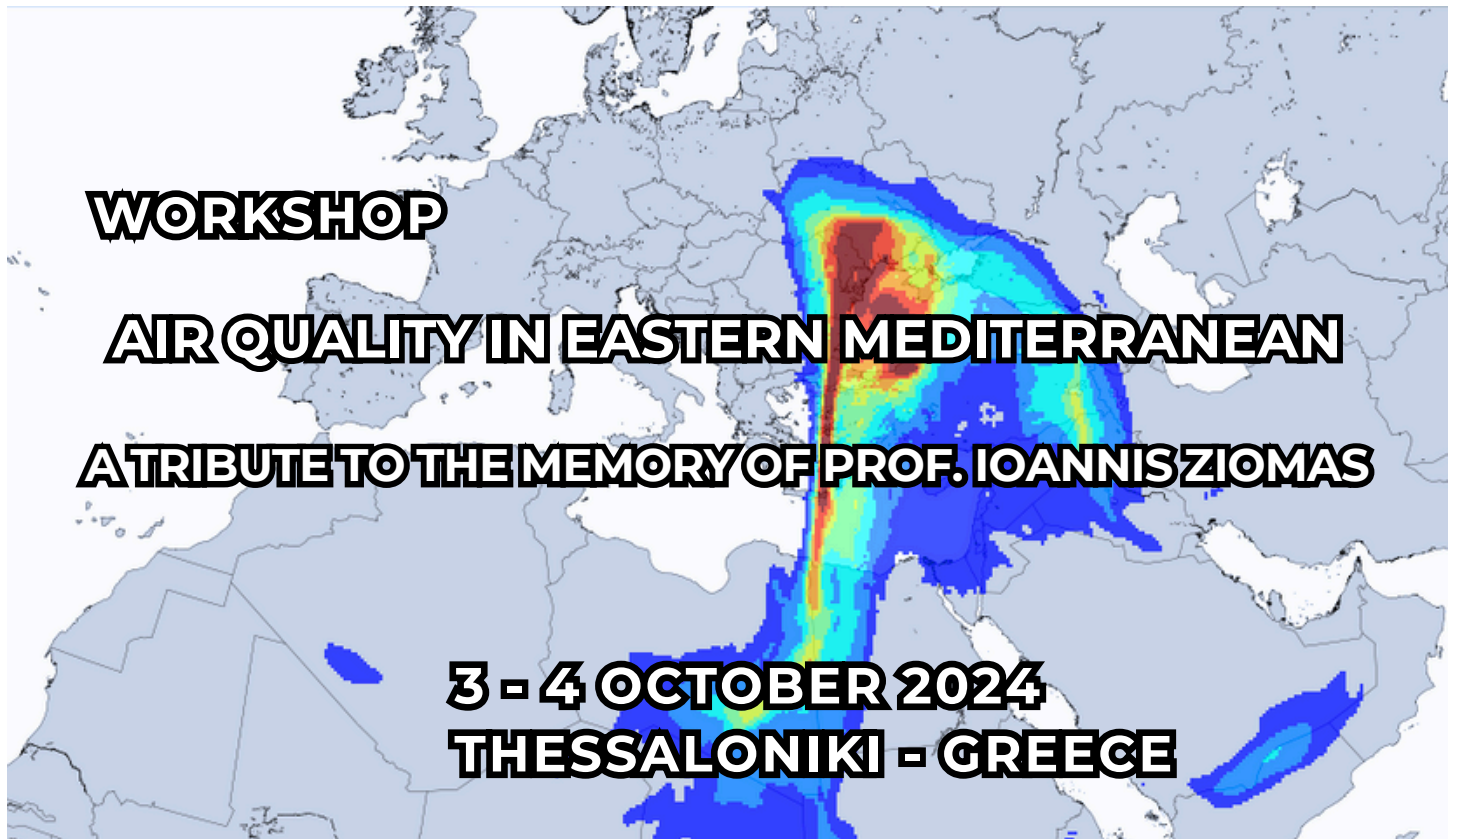 WORKSHOP
AIR QUALITY IN EASTERN MEDITERRANEAN
A TRIBUTE TO THE MEMORY OF PROF. IOANNIS ZIOMAS
3 - 4 OCTOBER 2024
THESSALONIKI - GREECE